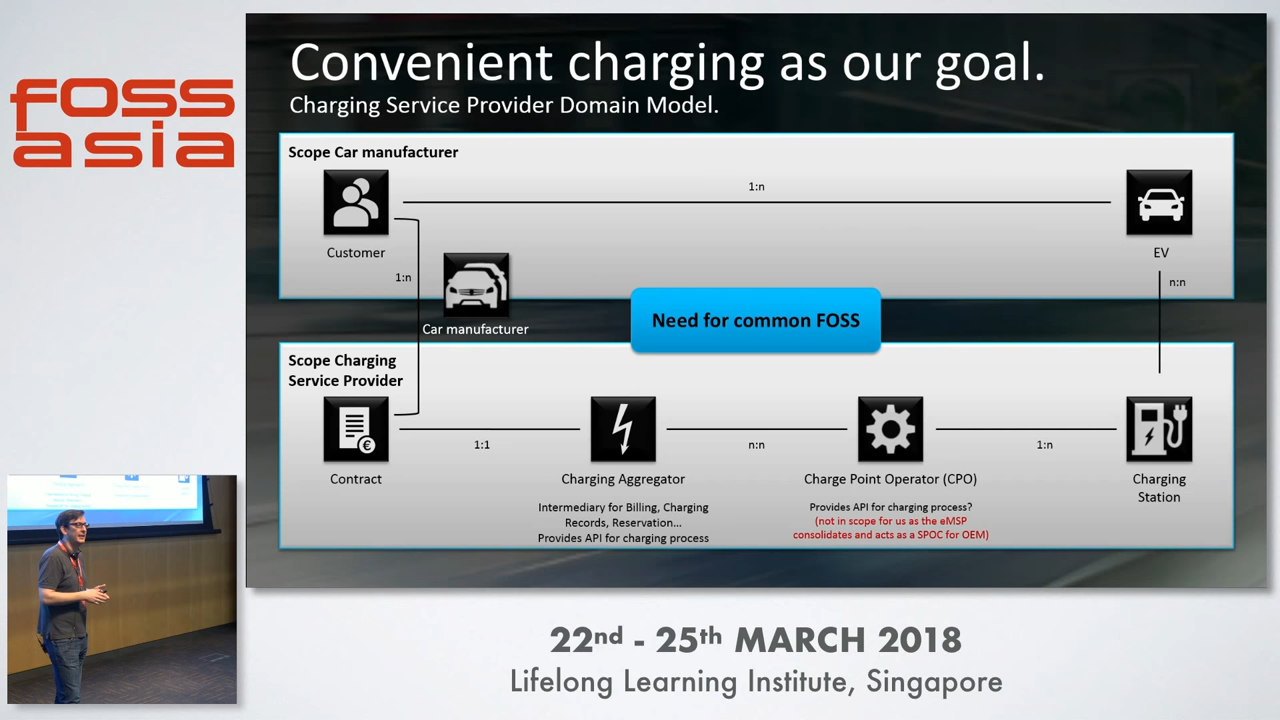 foss
asia
Convenient charging as our goal.
Charging Service Provider Domain Model.
Scope Car manufacturer
1:n
Customer
EV
1:n
n:n
Car manufacturer
Need for common FOSS
Scope Charging
Service Provider
€
1:1
n:n
1:n
Contract
Charging Aggregator
Charge Point Operator (CPO)
Charging
Station
Intermediary for Billing, Charging
Records, Reservation...
Provides API for charging process
Provides API for charging process?
(not in scope for us as the eMSP
consolidates and acts as a SPOC for OEM)
22nd - 25th MARCH 2018
Lifelong Learning Institute, Singapore